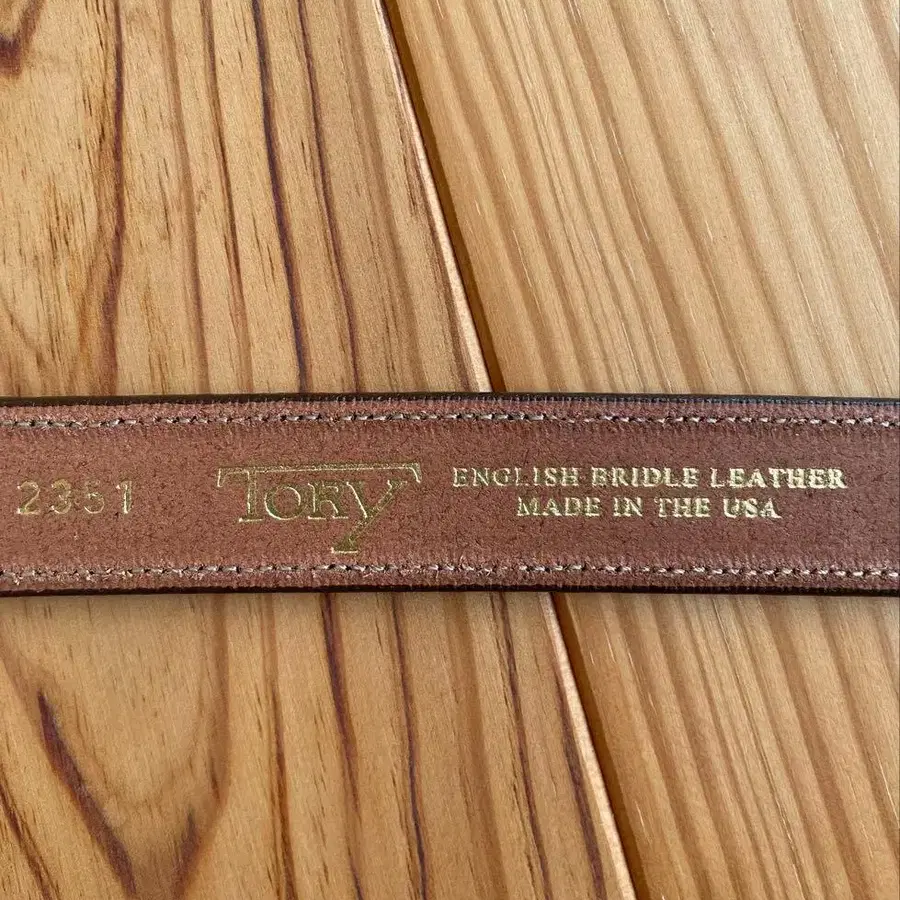 2351
TORY
ENGLISH BRIDLE LEATHER
MADE IN THE USA